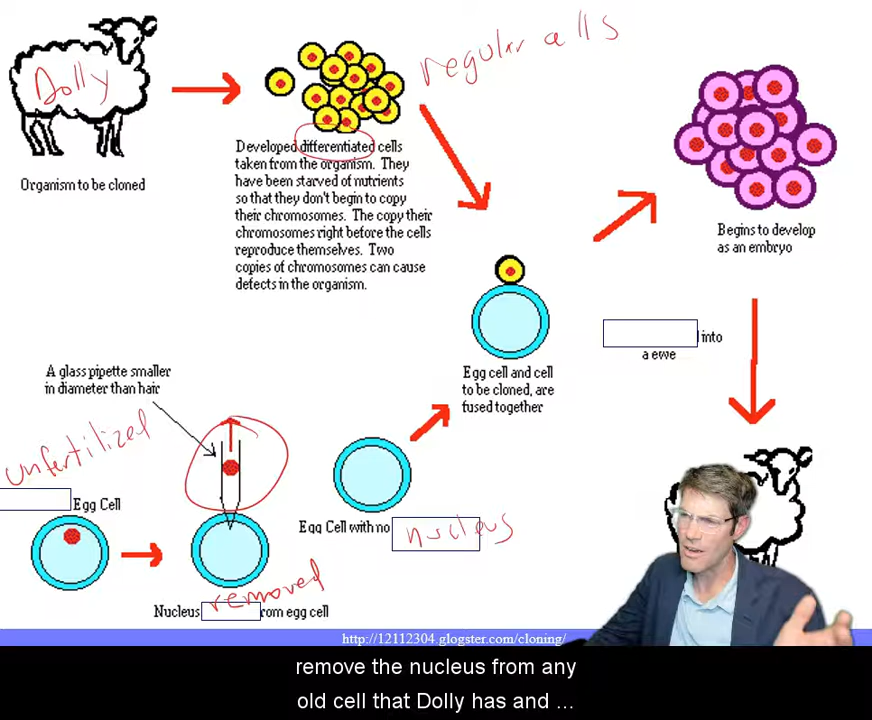 Dolly
regular cells
Organism to be cloned
Developed differentiated cells
taken from the organism. They
have been starved of nutrients
so that they don't begin to copy
their chromosomes. The copy their
chromosomes right before the cells
reproduce themselves. Two
copies of chromosomes can cause
defects in the organism.
Begins to develop
as an embryo
into
a ewe
Egg cell and cell
to be cloned, are
fused together
A glass pipette smaller
in diameter than hair
unfertilized
Egg Cell
Egg Cell with no nucleus
Nucleus removed from egg cell
http://12112304.glogster.com/cloning/
remove the nucleus from any
old cell that Dolly has and ...